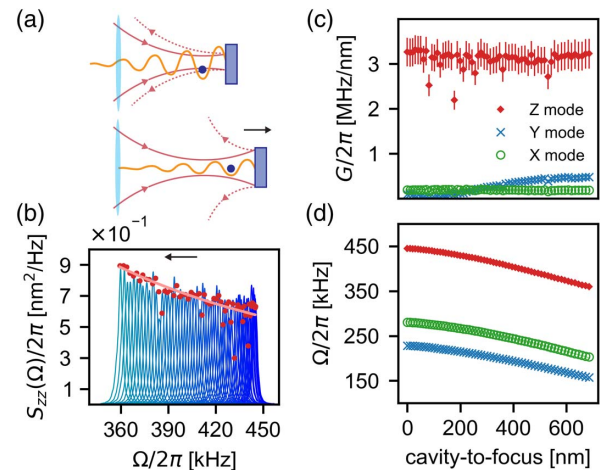 (a)
(b)
×10⁻¹
S_zz(Ω)/2π [nm²/Hz]
9
7
5
3
1
360
390
420
450
Ω/2π [kHz]
(c)
G/2π [MHz/nm]
3
2
1
Z mode
Y mode
X mode
(d)
Ω/2π [kHz]
450
350
250
150
0
200
400
600
cavity-to-focus [nm]